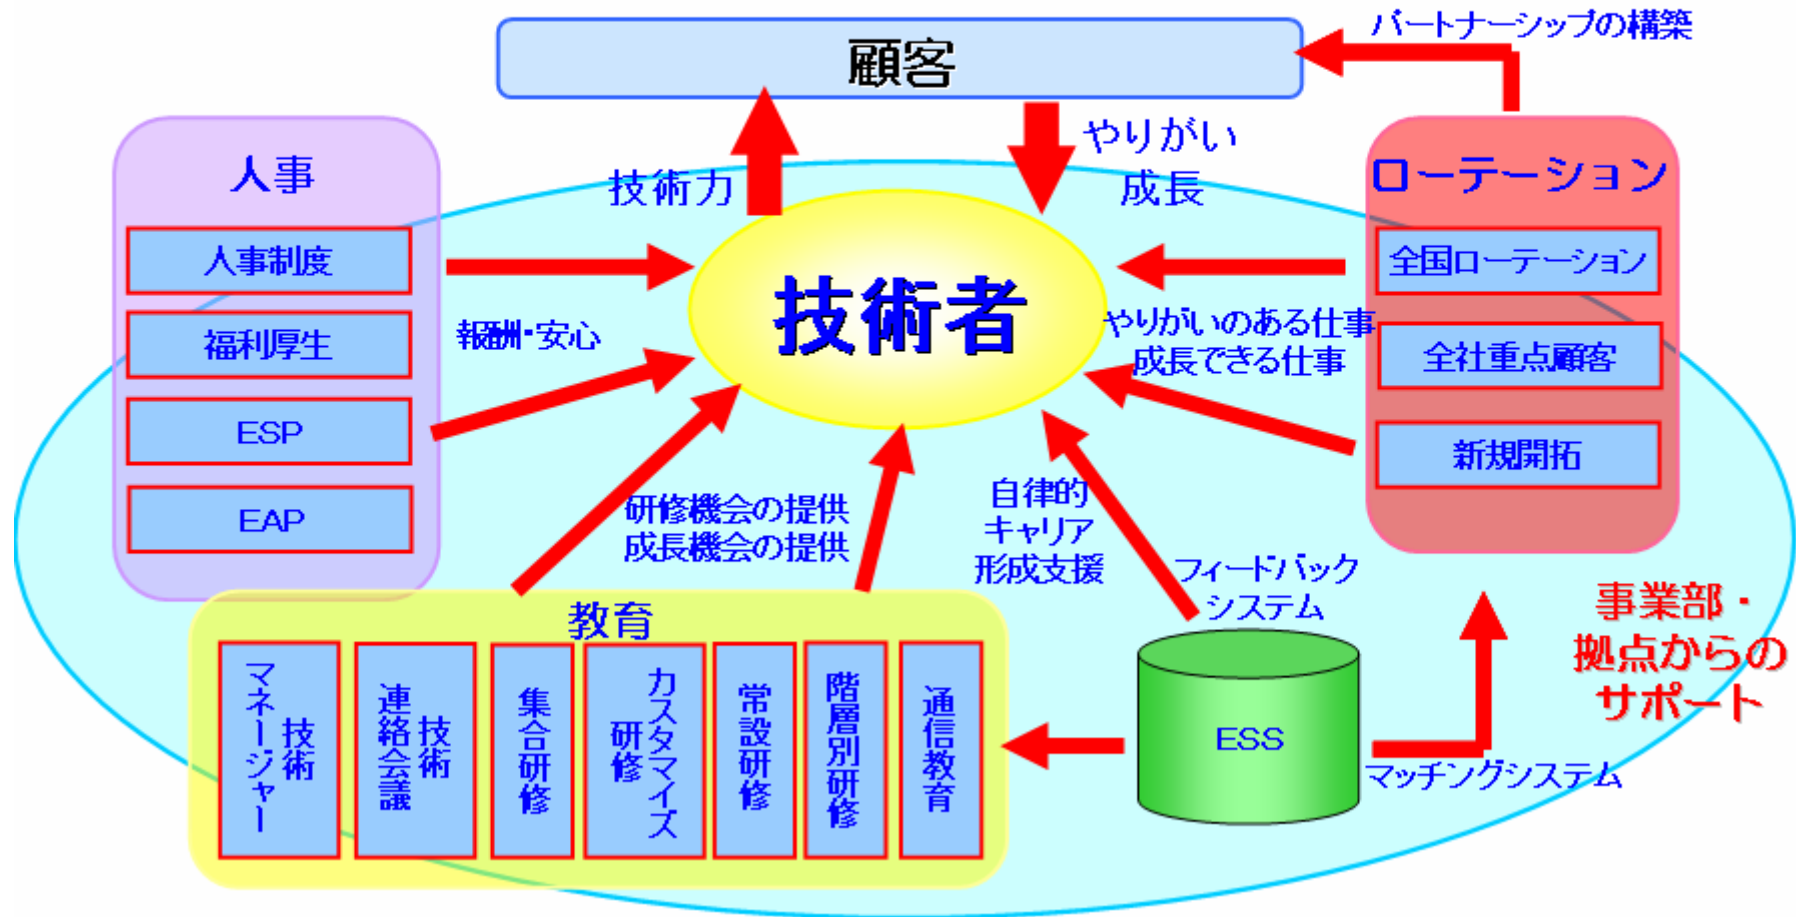 パートナーシップの構築
顧客
やりがい
成長
技術力
人事
人事制度
福利厚生
ESP
EAP
報酬・安心
技術者
ローテーション
全国ローテーション
全社重点顧客
新規開拓
やりがいのある仕事
成長できる仕事
研修機会の提供
成長機会の提供
自律的
キャリア
形成支援
フィードバック
システム
事業部・
拠点からの
サポート
教育
技術
マネージャー
技術
連絡会議
集合研修
カスタマイズ
研修
常設研修
階層別研修
通信教育
ESS
マッチングシステム